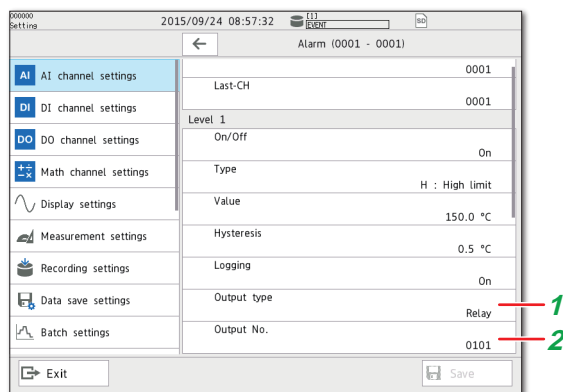 000000
Setting
2015/09/24 08:57:32
[1]
EVENT
SD
← Alarm (0001 - 0001)
AI AI channel settings
DI DI channel settings
DO DO channel settings
Math channel settings
Display settings
Measurement settings
Recording settings
Data save settings
Batch settings
0001
Last-CH
0001
Level 1
On/Off
On
Type
H : High limit
Value
150.0 °C
Hysteresis
0.5 °C
Logging
On
Output type
Relay
1
Output No.
0101
2
Exit
Save